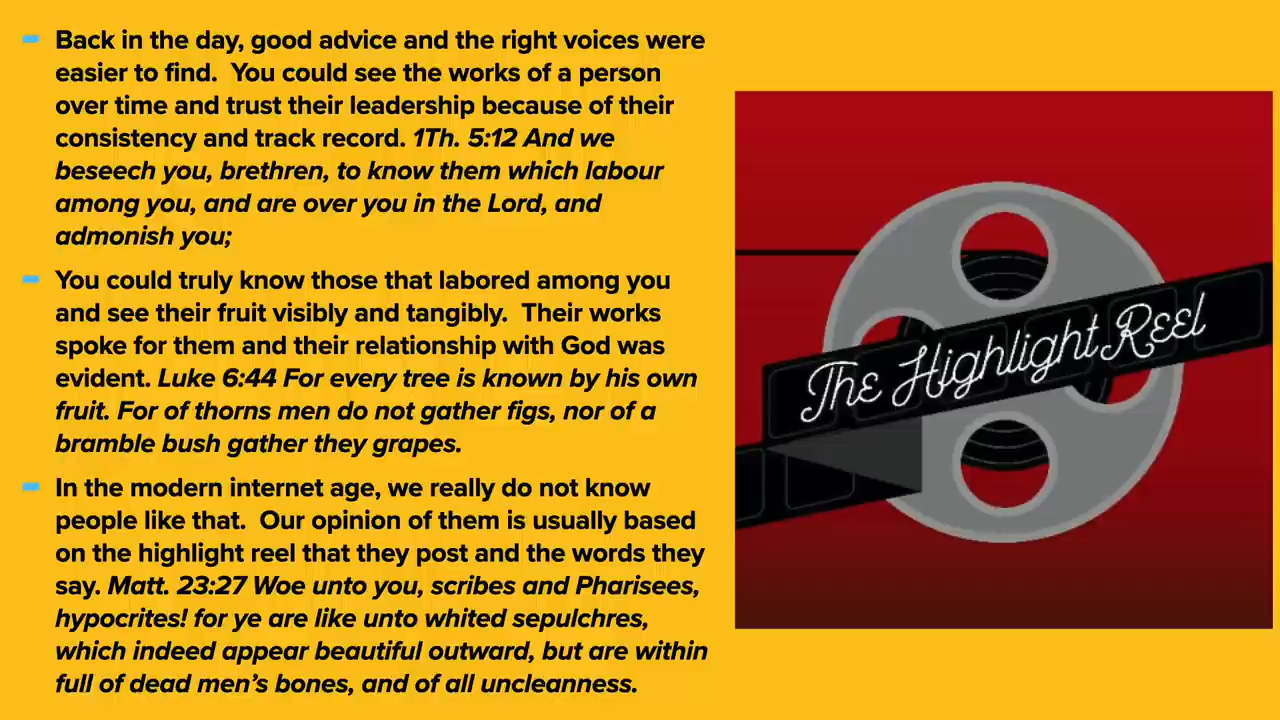 Back in the day, good advice and the right voices were
easier to find.  You could see the works of a person
over time and trust their leadership because of their
consistency and track record. 1Th. 5:12 And we
beseech you, brethren, to know them which labour
among you, and are over you in the Lord, and
admonish you;
You could truly know those that labored among you
and see their fruit visibly and tangibly.  Their works
spoke for them and their relationship with God was
evident. Luke 6:44 For every tree is known by his own
fruit. For of thorns men do not gather figs, nor of a
bramble bush gather they grapes.
In the modern internet age, we really do not know
people like that.  Our opinion of them is usually based
on the highlight reel that they post and the words they
say. Matt. 23:27 Woe unto you, scribes and Pharisees,
hypocrites! for ye are like unto whited sepulchres,
which indeed appear beautiful outward, but are within
full of dead men’s bones, and of all uncleanness.
The Highlight Reel